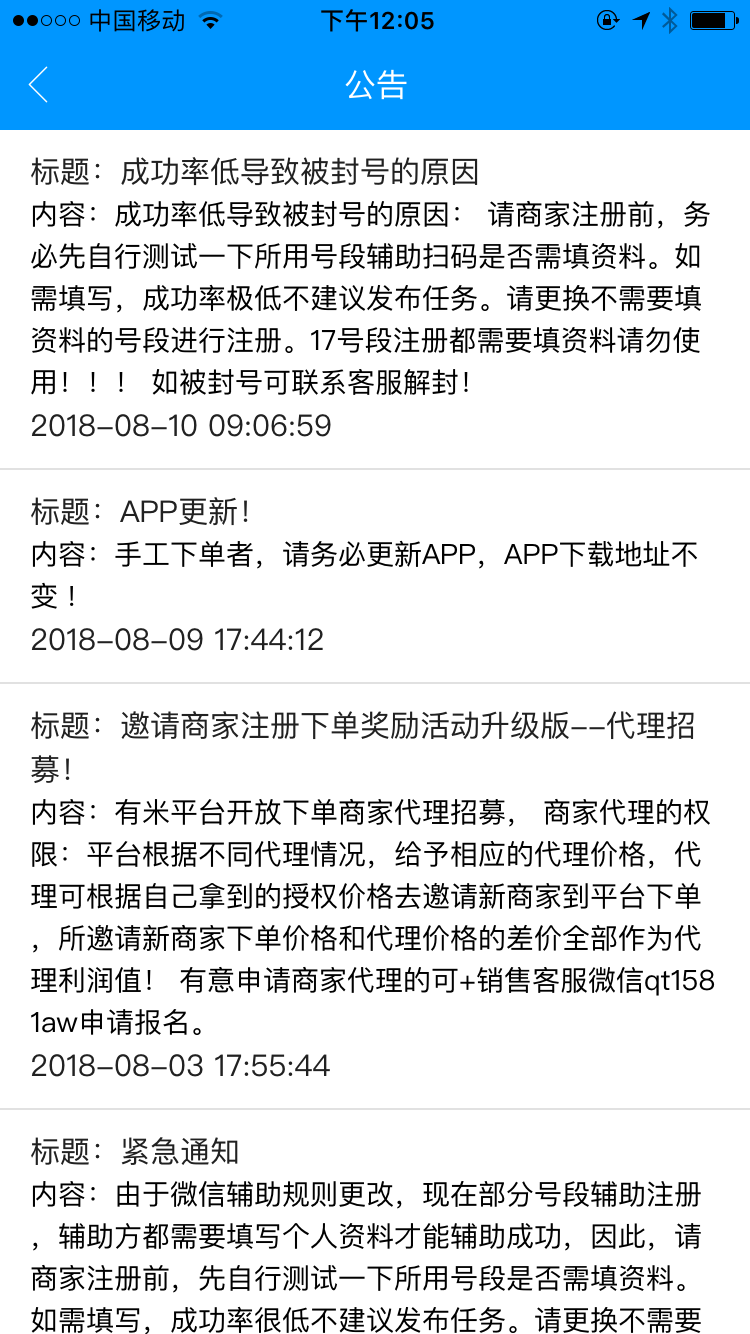 中国移动 下午12:05
公告
标题：成功率低导致被封号的原因
内容：成功率低导致被封号的原因： 请商家注册前，务
必先自行测试一下所用号段辅助扫码是否需填资料。如
需填写，成功率极低不建议发布任务。请更换不需要填
资料的号段进行注册。17号段注册都需要填资料请勿使
用！！！ 如被封号可联系客服解封！
2018-08-10 09:06:59
标题：APP更新！
内容：手工下单者，请务必更新APP，APP下载地址不
变 ！
2018-08-09 17:44:12
标题：邀请商家注册下单奖励活动升级版--代理招
募！
内容：有米平台开放下单商家代理招募， 商家代理的权
限：平台根据不同代理情况，给予相应的代理价格，代
理可根据自己拿到的授权价格去邀请新商家到平台下单
，所邀请新商家下单价格和代理价格的差价全部作为代
理利润值！ 有意申请商家代理的可+销售客服微信qt158
1aw申请报名。
2018-08-03 17:55:44
标题：紧急通知
内容：由于微信辅助规则更改，现在部分号段辅助注册
，辅助方都需要填写个人资料才能辅助成功，因此，请
商家注册前，先自行测试一下所用号段是否需填资料。
如需填写，成功率很低不建议发布任务。请更换不需要